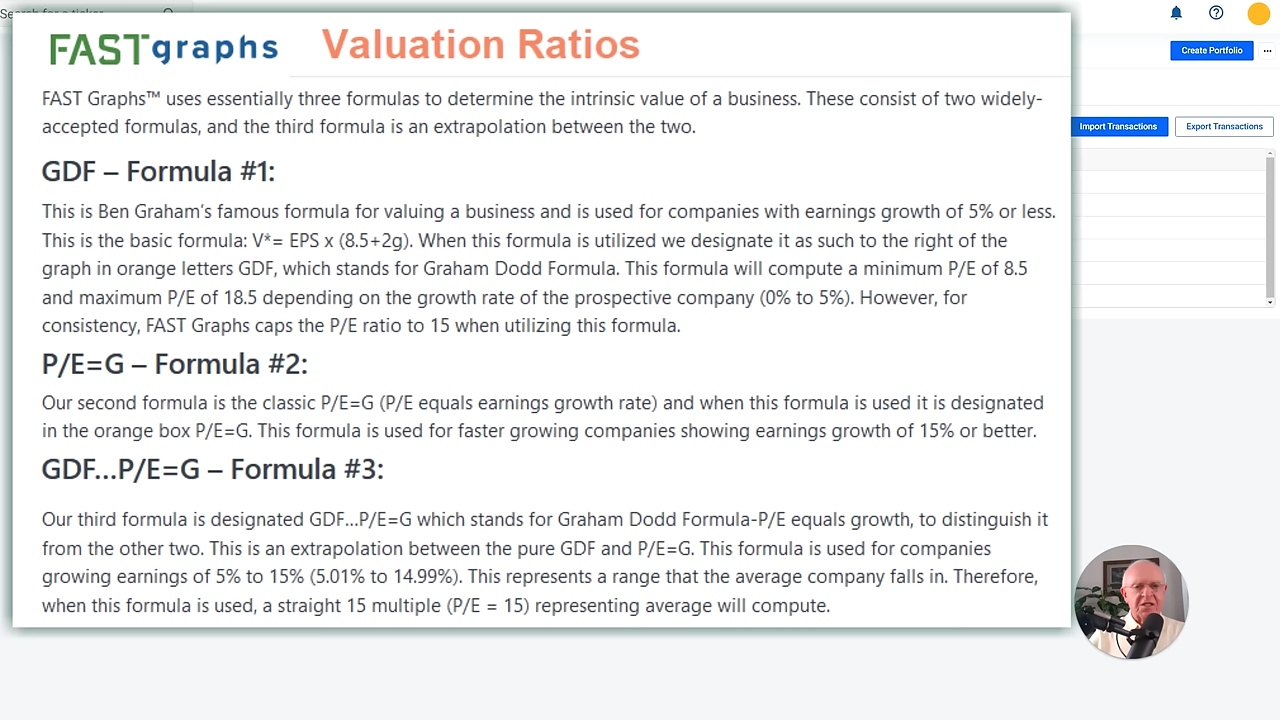 Search for a ticker
FASTgraphs Valuation Ratios
Create Portfolio
FAST Graphs™ uses essentially three formulas to determine the intrinsic value of a business. These consist of two widely-
accepted formulas, and the third formula is an extrapolation between the two.
Import Transactions
Export Transactions
GDF – Formula #1:
This is Ben Graham's famous formula for valuing a business and is used for companies with earnings growth of 5% or less.
This is the basic formula: V*= EPS x (8.5+2g). When this formula is utilized we designate it as such to the right of the
graph in orange letters GDF, which stands for Graham Dodd Formula. This formula will compute a minimum P/E of 8.5
and maximum P/E of 18.5 depending on the growth rate of the prospective company (0% to 5%). However, for
consistency, FAST Graphs caps the P/E ratio to 15 when utilizing this formula.
P/E=G – Formula #2:
Our second formula is the classic P/E=G (P/E equals earnings growth rate) and when this formula is used it is designated
in the orange box P/E=G. This formula is used for faster growing companies showing earnings growth of 15% or better.
GDF...P/E=G – Formula #3:
Our third formula is designated GDF...P/E=G which stands for Graham Dodd Formula-P/E equals growth, to distinguish it
from the other two. This is an extrapolation between the pure GDF and P/E=G. This formula is used for companies
growing earnings of 5% to 15% (5.01% to 14.99%). This represents a range that the average company falls in. Therefore,
when this formula is used, a straight 15 multiple (P/E = 15) representing average will compute.